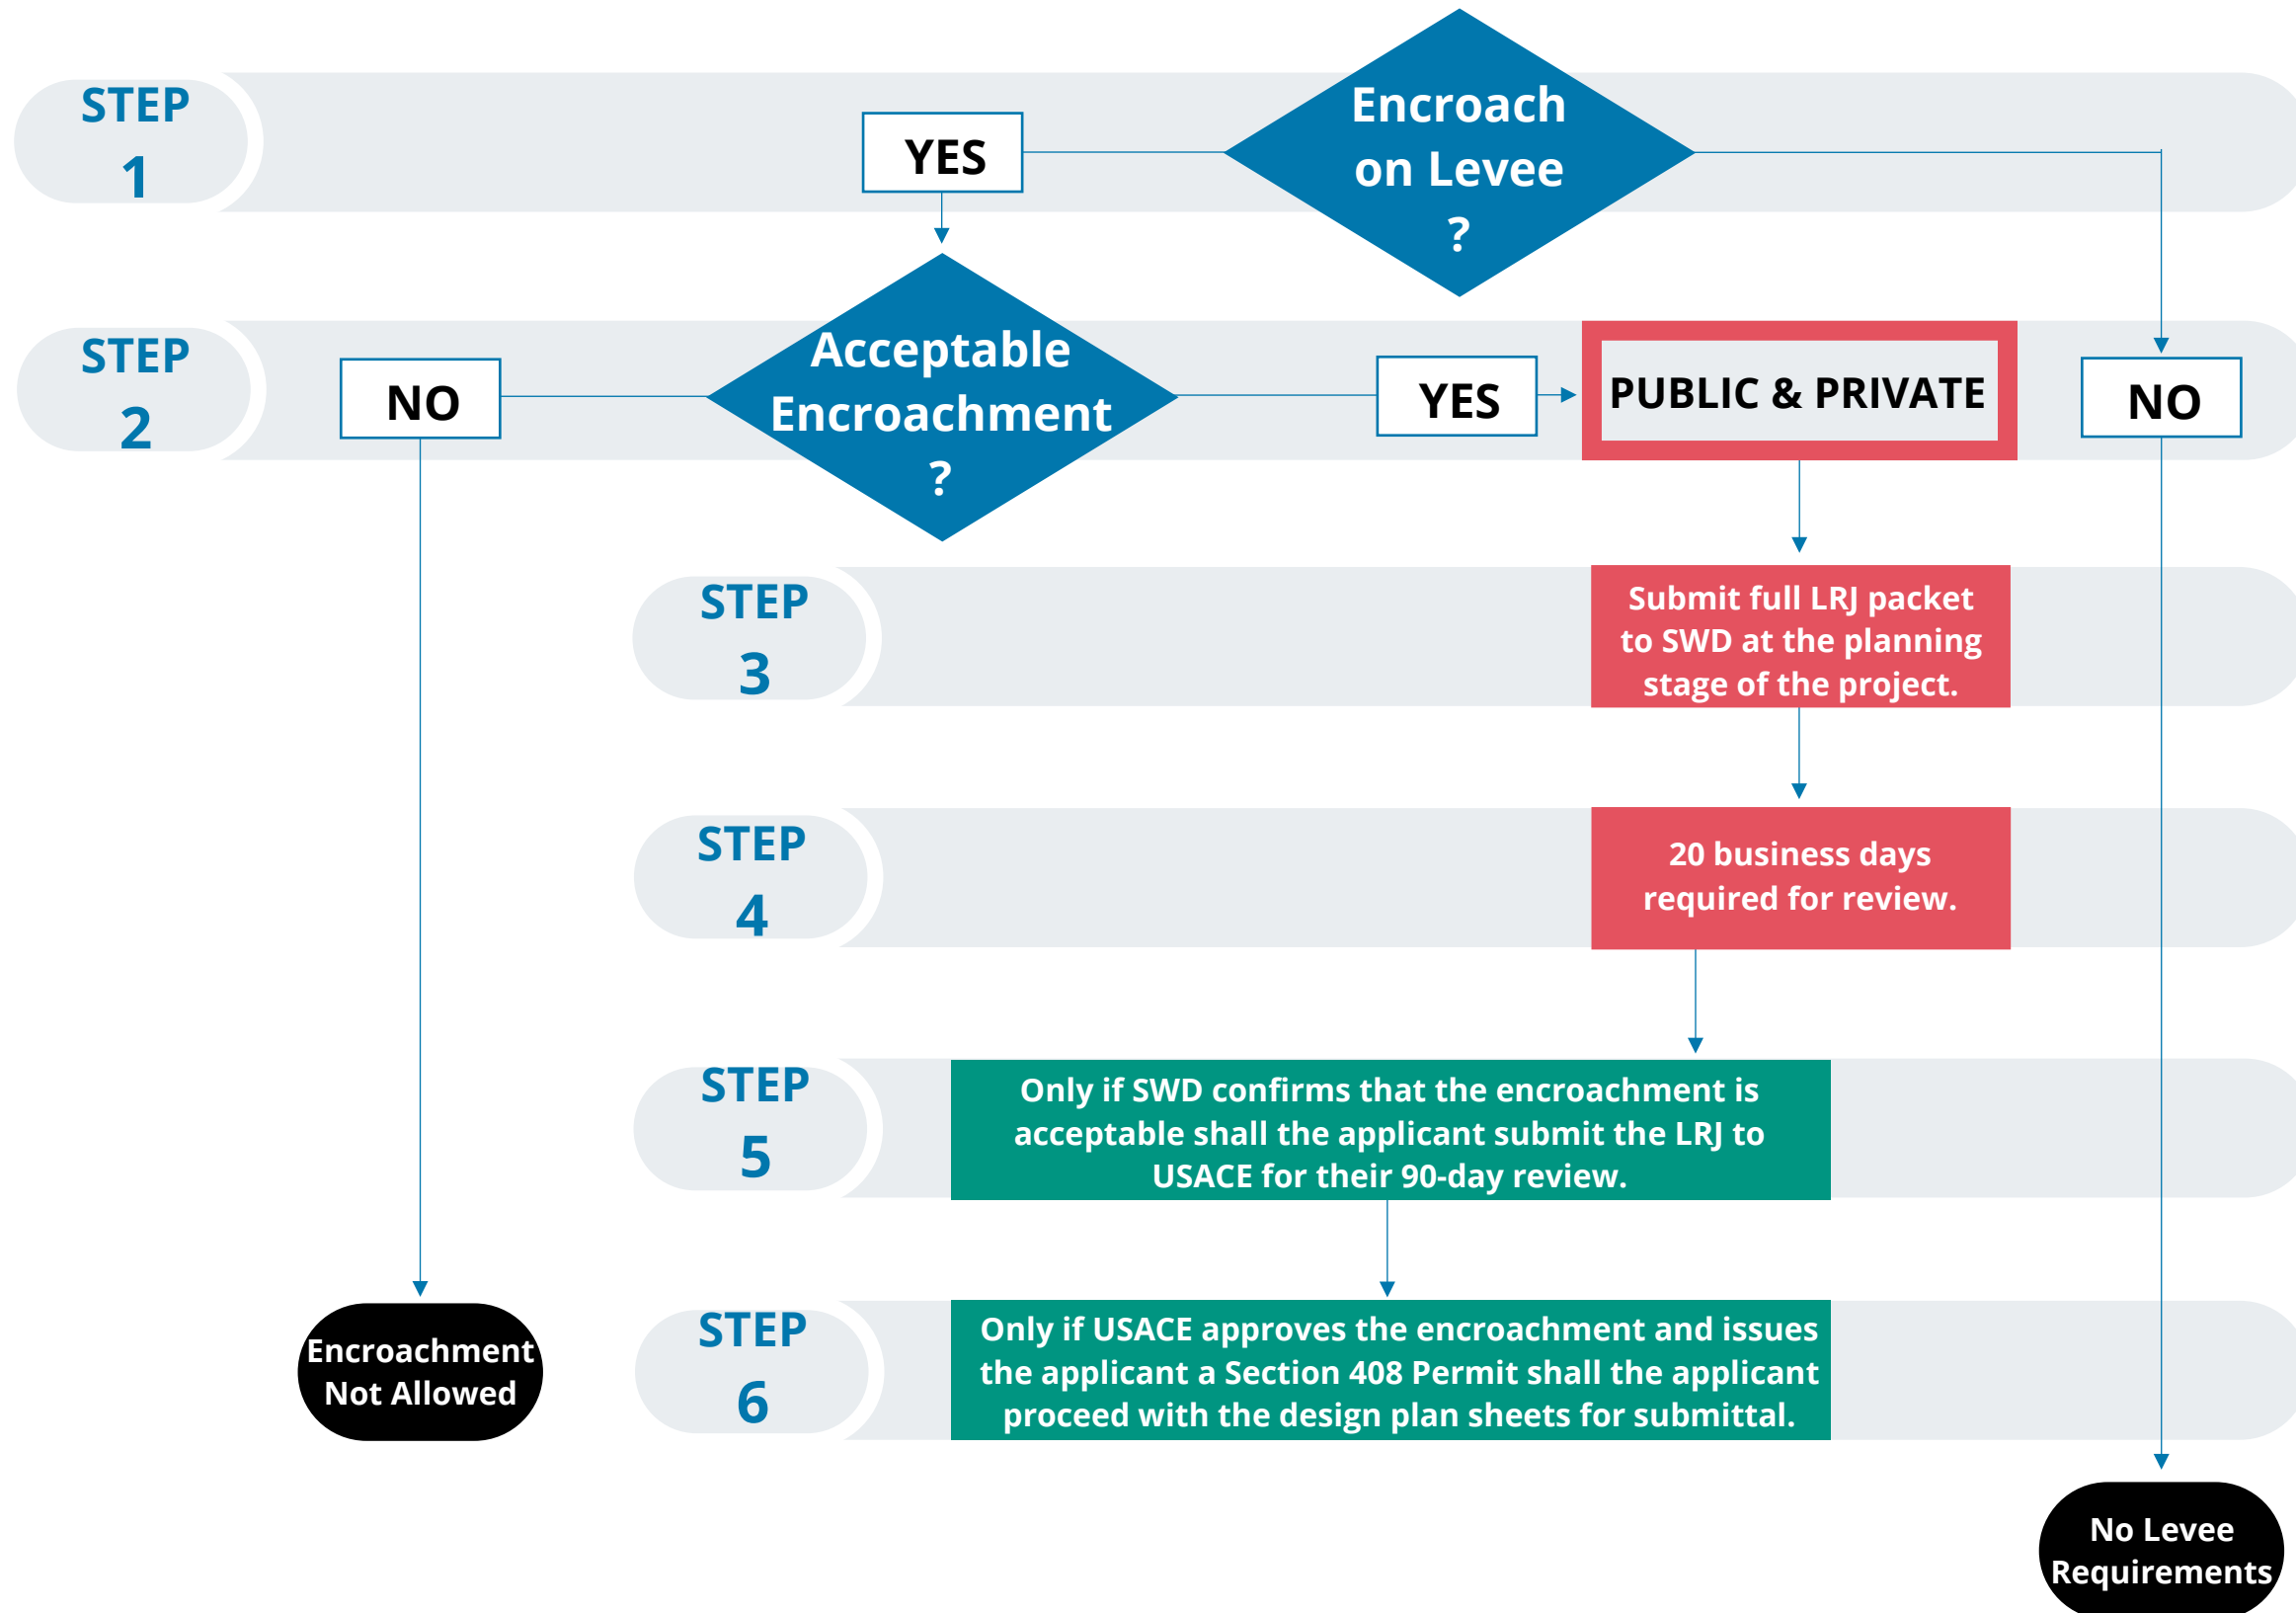 STEP
1
YES
Encroach
on Levee
?
STEP
2
NO
Acceptable
Encroachment
?
YES
PUBLIC & PRIVATE
NO
STEP
3
Submit full LRJ packet
to SWD at the planning
stage of the project.
STEP
4
20 business days
required for review.
STEP
5
Only if SWD confirms that the encroachment is
acceptable shall the applicant submit the LRJ to
USACE for their 90-day review.
STEP
6
Only if USACE approves the encroachment and issues
the applicant a Section 408 Permit shall the applicant
proceed with the design plan sheets for submittal.
Encroachment
Not Allowed
No Levee
Requirements